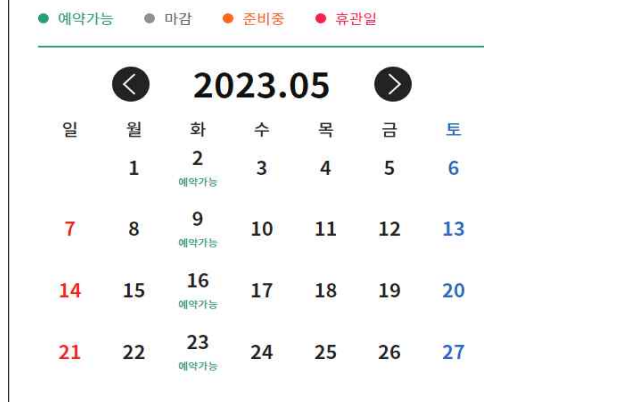 예약가능 마감 준비중 휴관일
2023.05
일 월 화 수 목 금 토
1 2 3 4 5 6
예약가능
7 8 9 10 11 12 13
예약가능
14 15 16 17 18 19 20
예약가능
21 22 23 24 25 26 27
예약가능